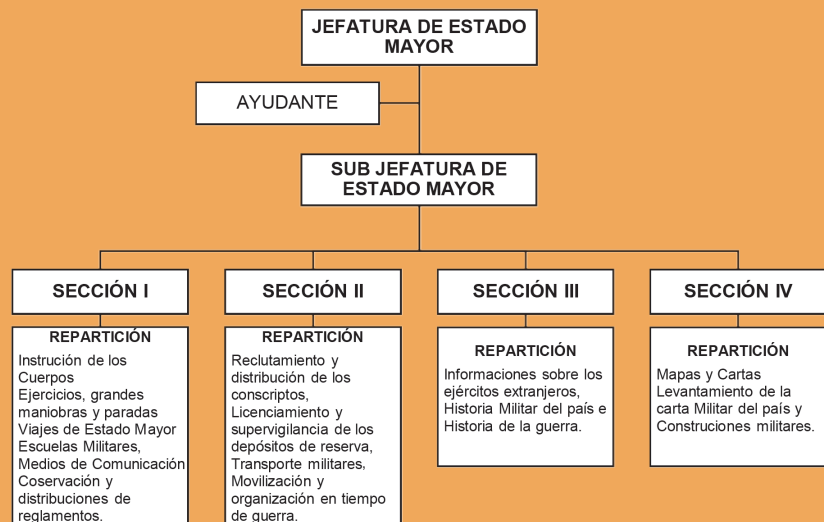 JEFATURA DE ESTADO
MAYOR
AYUDANTE
SUB JEFATURA DE
ESTADO MAYOR
SECCIÓN I
REPARTICIÓN
Instrución de los
Cuerpos
Ejercicios, grandes
maniobras y paradas
Viajes de Estado Mayor
Escuelas Militares,
Medios de Comunicación
Coservación y
distribuciones de
reglamentos.
SECCIÓN II
REPARTICIÓN
Reclutamiento y
distribución de los
conscriptos,
Licenciamiento y
supervigilancia de los
depósitos de reserva,
Transporte militares,
Movilización y
organización en tiempo
de guerra.
SECCIÓN III
REPARTICIÓN
Informaciones sobre los
ejércitos extranjeros,
Historia Militar del país e
Historia de la guerra.
SECCIÓN IV
REPARTICIÓN
Mapas y Cartas
Levantamiento de la
carta Militar del país y
Construciones militares.